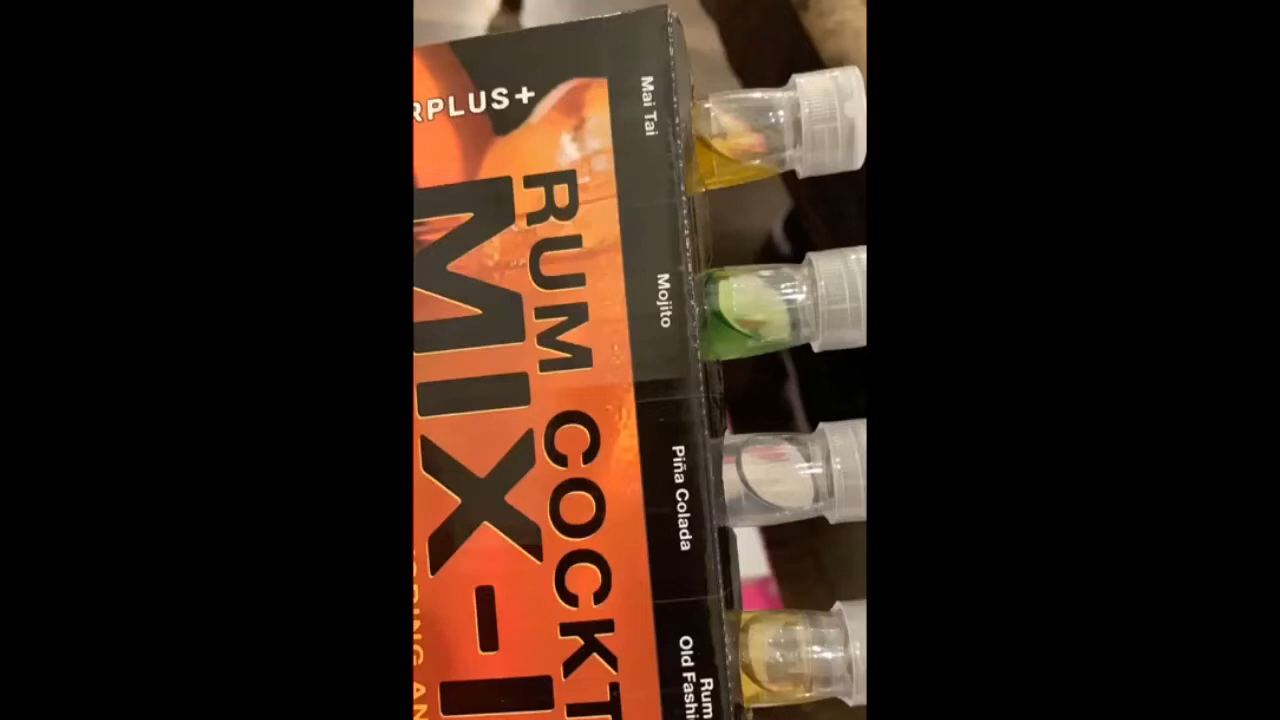 RPLUS+
RUM COCKT
MIX-I
Mai Tai
Mojito
Piña Colada
Rum
Old Fashi